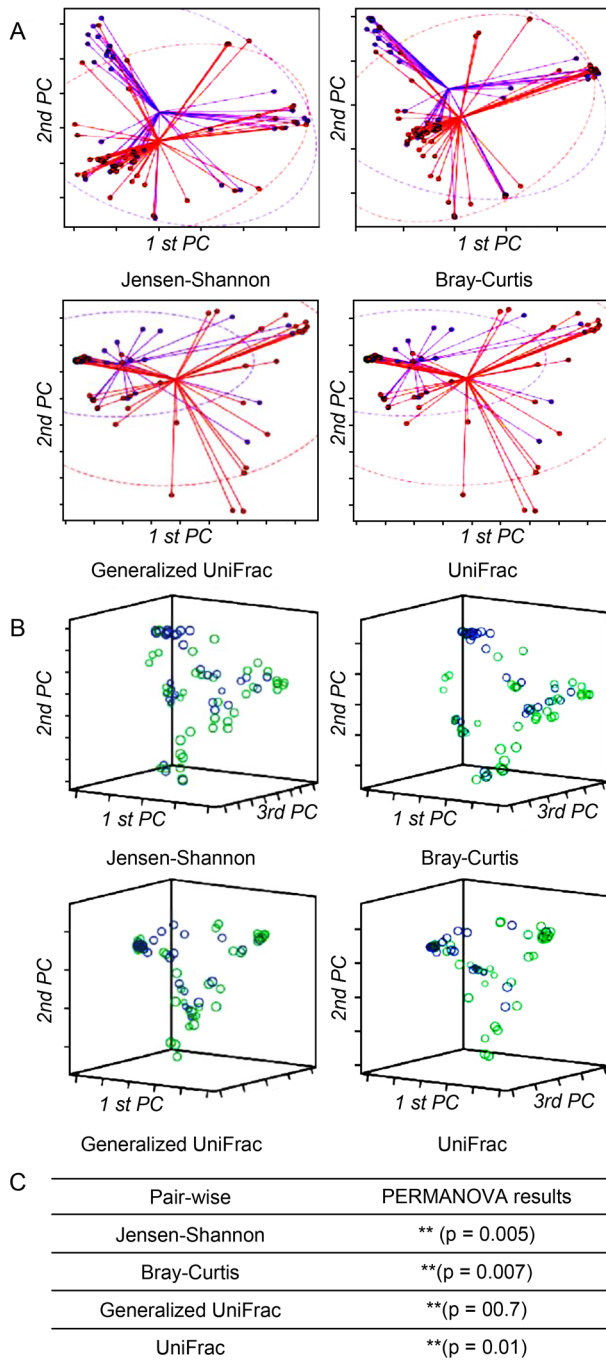 A
2nd PC
2nd PC
1 st PC
1 st PC
Jensen-Shannon
Bray-Curtis
2nd PC
2nd PC
1 st PC
1 st PC
Generalized UniFrac
UniFrac
B
2nd PC
2nd PC
1 st PC
3rd PC
1 st PC
3rd PC
Jensen-Shannon
Bray-Curtis
2nd PC
2nd PC
1 st PC
1 st PC
3rd PC
Generalized UniFrac
UniFrac
C
Pair-wise PERMANOVA results
Jensen-Shannon ** (p = 0.005)
Bray-Curtis **(p = 0.007)
Generalized UniFrac **(p = 00.7)
UniFrac **(p = 0.01)